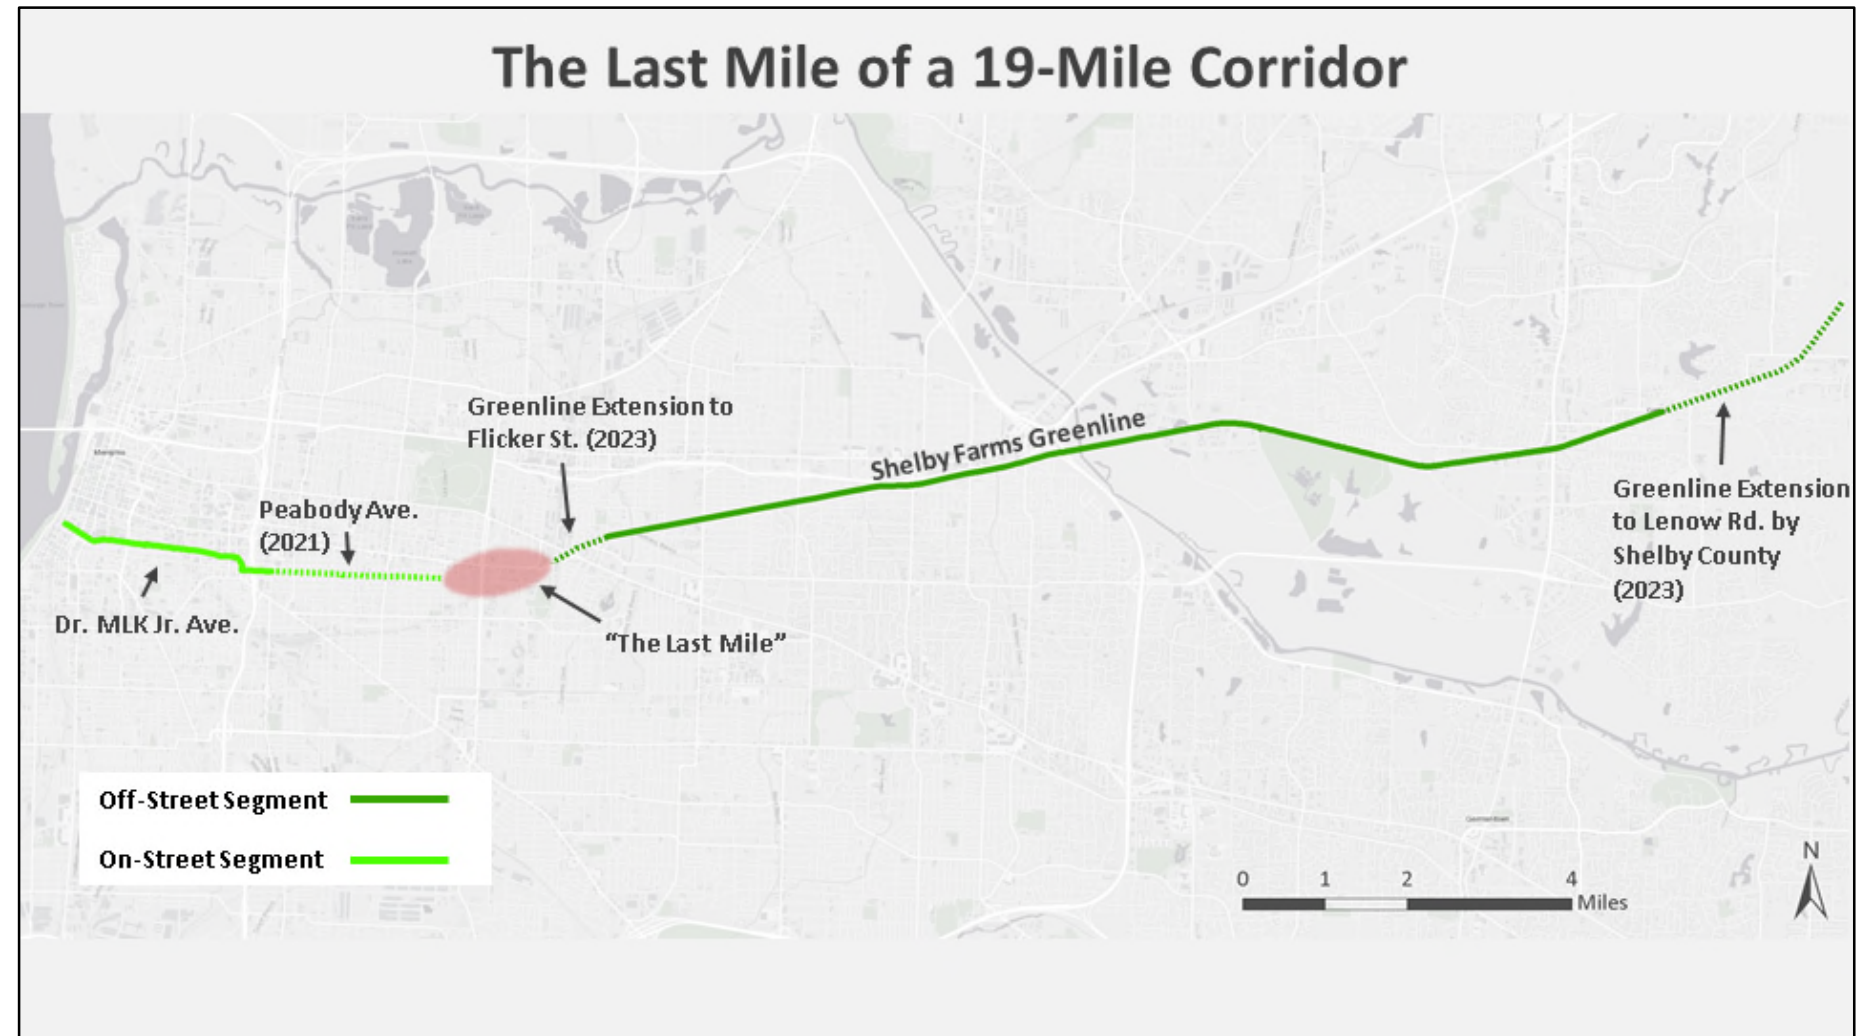 The Last Mile of a 19-Mile Corridor
Greenline Extension to
Flicker St. (2023)
Shelby Farms Greenline
Peabody Ave.
(2021)
Greenline Extension
to Lenow Rd. by
Shelby County
(2023)
Dr. MLK Jr. Ave.
“The Last Mile”
Memphis
Germantown
Off-Street Segment
On-Street Segment
0 1 2 4
Miles
N